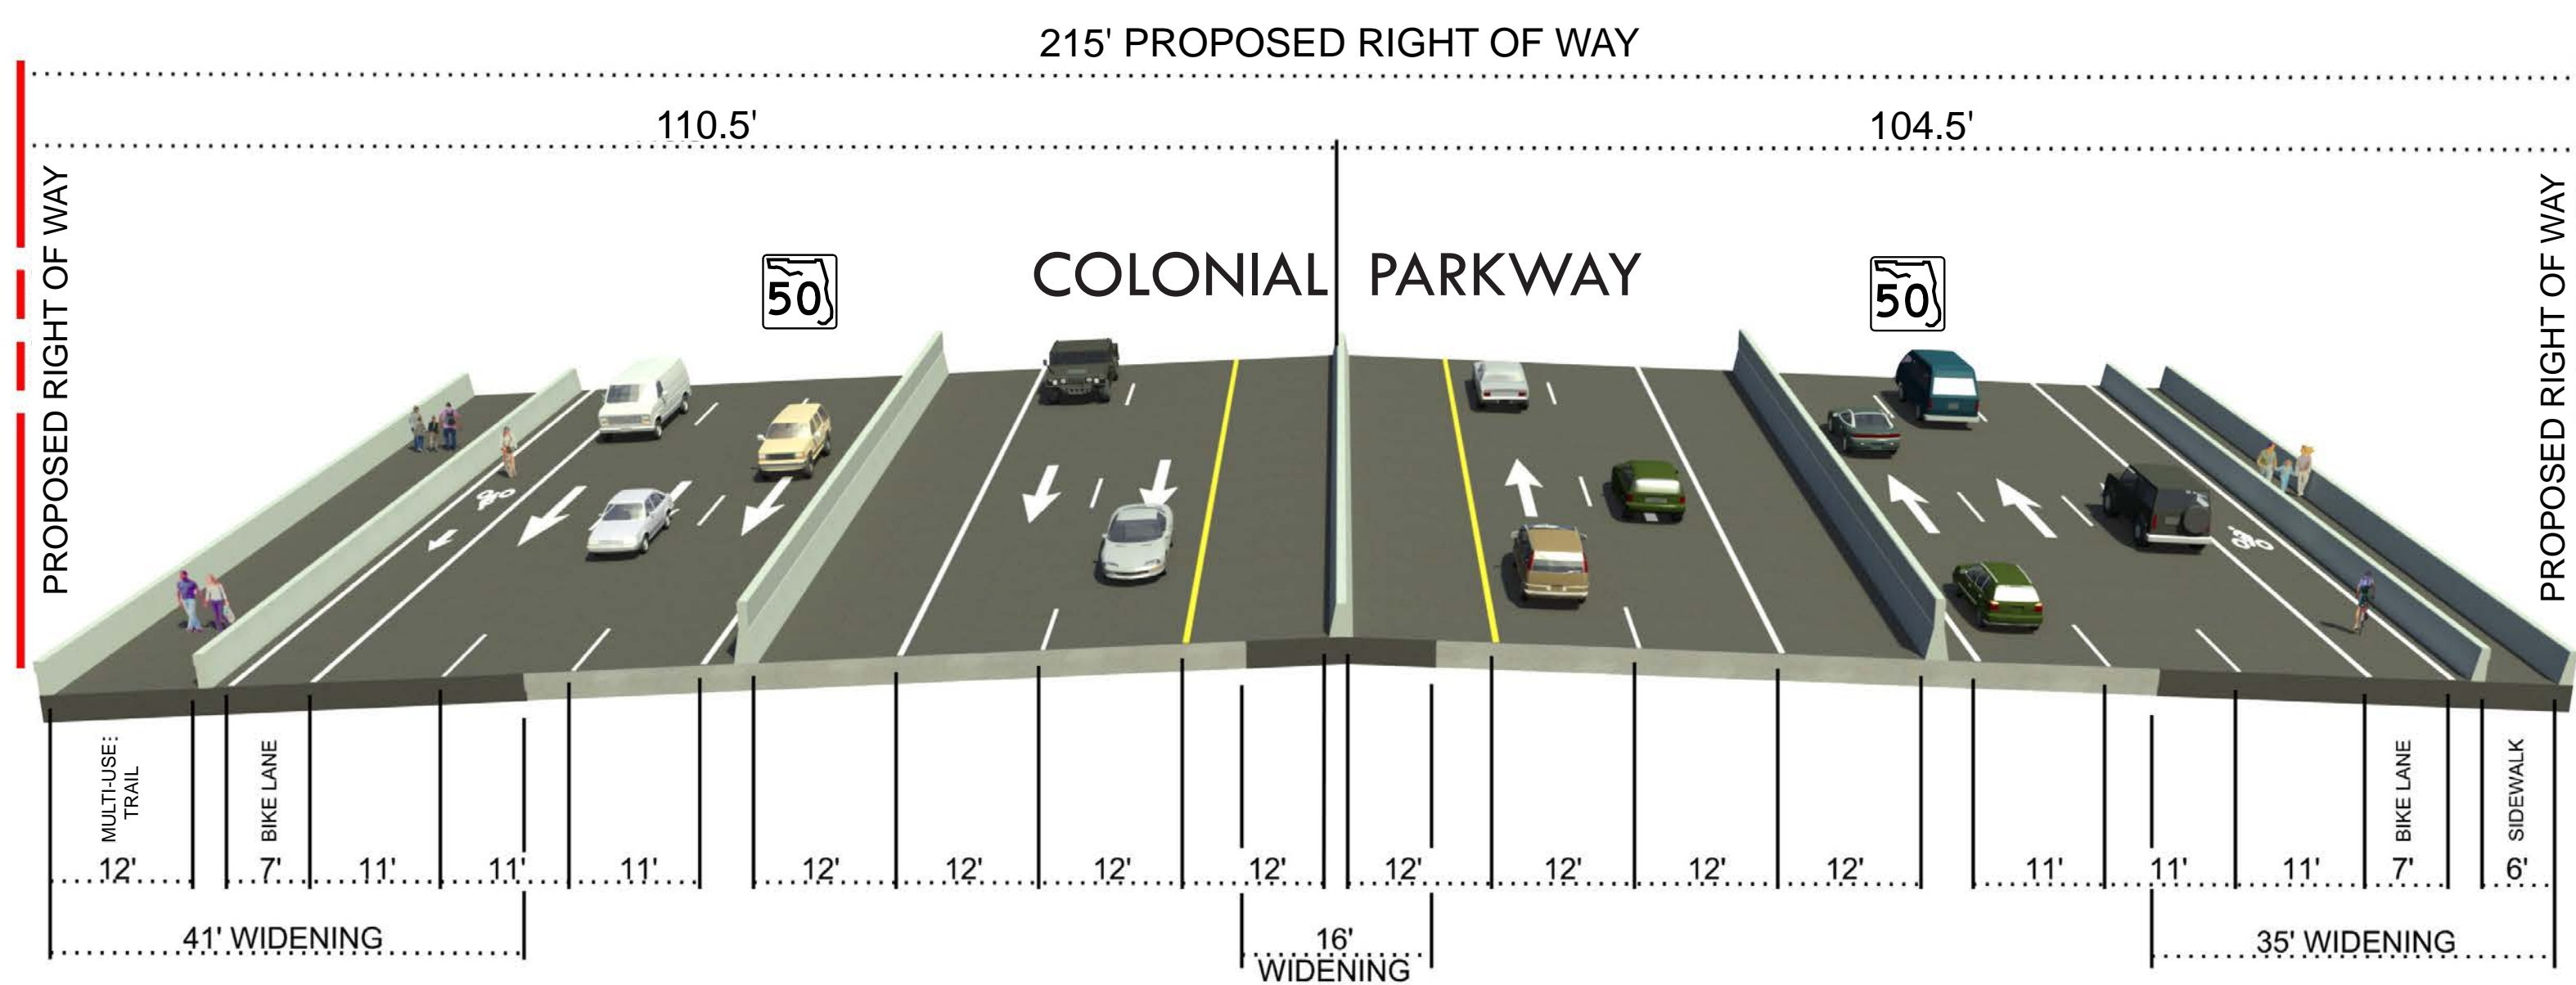 215' PROPOSED RIGHT OF WAY
110.5'
104.5'
PROPOSED RIGHT OF WAY
COLONIAL PARKWAY
50
50
PROPOSED RIGHT OF WAY
MULTI-USE:
TRAIL
BIKE LANE
BIKE LANE
SIDEWALK
12' 7' 11' 11' 11' 12' 12' 12' 12' 12' 12' 12' 12' 11' 11' 11' 7' 6'
41' WIDENING
16'
WIDENING
35' WIDENING